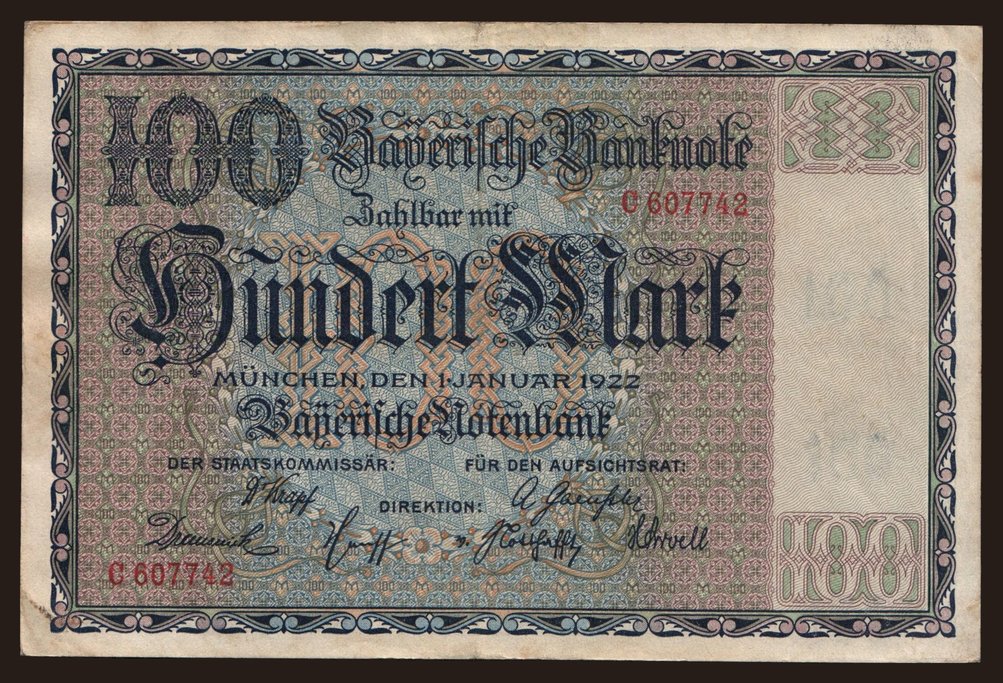 100 Bayerische Banknote
C 607742
Zahlbar mit
Hundert Mark
MÜNCHEN, DEN 1·JANUAR 1922
Bayerische Notenbank
DER STAATSKOMMISSÄR: FÜR DEN AUFSICHTSRAT:
DIREKTION:
C 607742
100